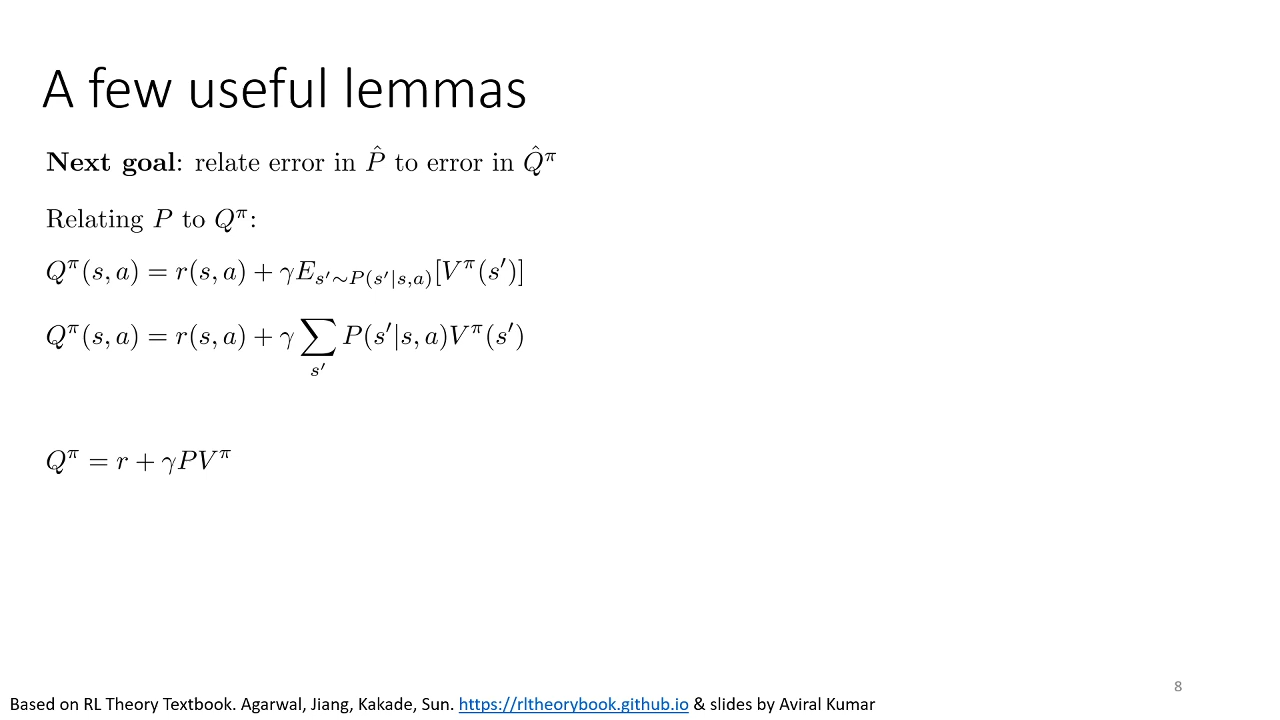 A few useful lemmas
Next goal: relate error in P̂ to error in Q̂^π
Relating P to Q^π:
Q^π(s, a) = r(s, a) + γE_{s′∼P(s′|s,a)}[V^π(s′)]
Q^π(s, a) = r(s, a) + γ ∑_{s′} P(s′|s, a)V^π(s′)
Q^π = r + γPV^π
8
Based on RL Theory Textbook. Agarwal, Jiang, Kakade, Sun. https://rltheorybook.github.io & slides by Aviral Kumar